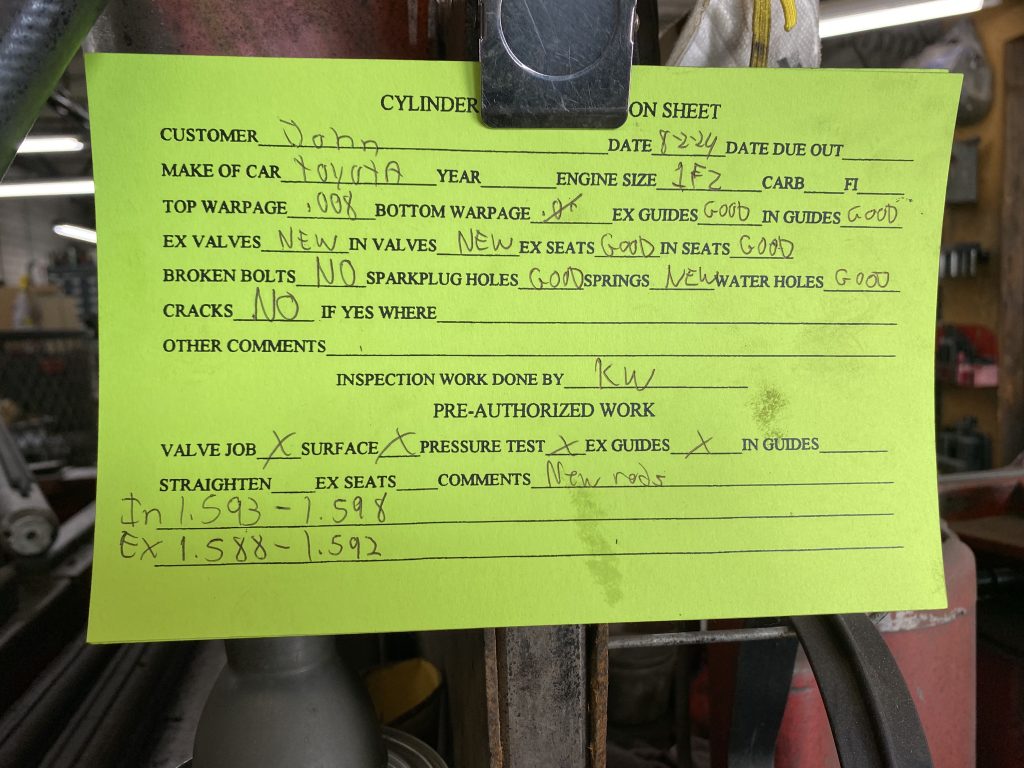 CYLINDER ON SHEET
CUSTOMER John DATE 8-2-24 DATE DUE OUT
MAKE OF CAR TOYOTA YEAR ENGINE SIZE 1FZ CARB FI
TOP WARPAGE .008 BOTTOM WARPAGE EX GUIDES GOOD IN GUIDES GOOD
EX VALVES NEW IN VALVES NEW EX SEATS GOOD IN SEATS GOOD
BROKEN BOLTS NO SPARKPLUG HOLES GOOD SPRINGS NEW WATER HOLES GOOD
CRACKS NO IF YES WHERE
OTHER COMMENTS
INSPECTION WORK DONE BY KW
PRE-AUTHORIZED WORK
VALVE JOB X SURFACE X PRESSURE TEST X EX GUIDES X IN GUIDES
STRAIGHTEN EX SEATS COMMENTS New rods
In 1.593 - 1.598
EX 1.588 - 1.592